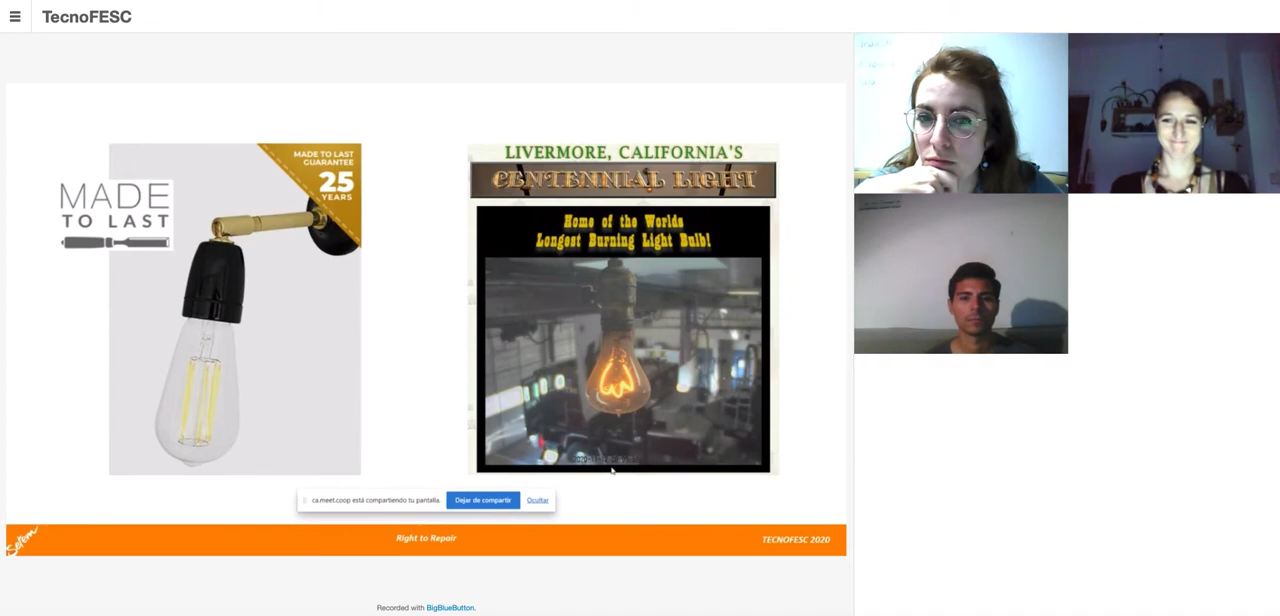 TecnoFESC
MADE TO LAST
GUARANTEE
25
YEARS
MADE
TO LAST
LIVERMORE, CALIFORNIA'S
CENTENNIAL LIGHT
Home of the Worlds
Longest Burning Light Bulb!
ca.meet.coop está compartiendo tu pantalla.
Dejar de compartir
Ocultar
Setem
Right to Repair
TECNOFESC 2020
Recorded with BigBlueButton.